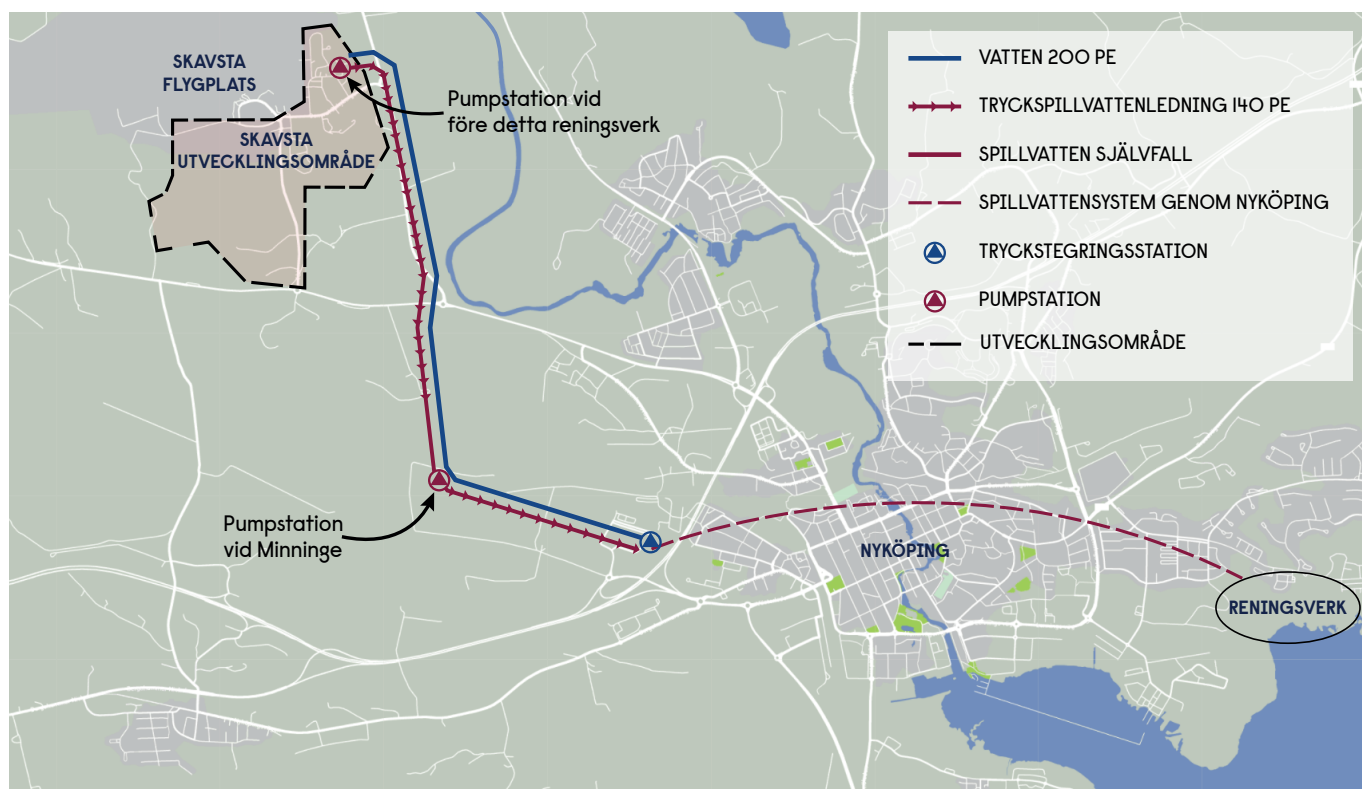 SKAVSTA
FLYGPLATS
SKAVSTA
UTVECKLINGSOMRÅDE
Pumpstation vid
före detta reningsverk
VATTEN 200 PE
TRYCKSPILLVATTENLEDNING 140 PE
SPILLVATTEN SJÄLVFALL
SPILLVATTENSYSTEM GENOM NYKÖPING
TRYCKSTEGRINGSSTATION
PUMPSTATION
UTVECKLINGSOMRÅDE
Pumpstation
vid Minninge
NYKÖPING
RENINGSVERK